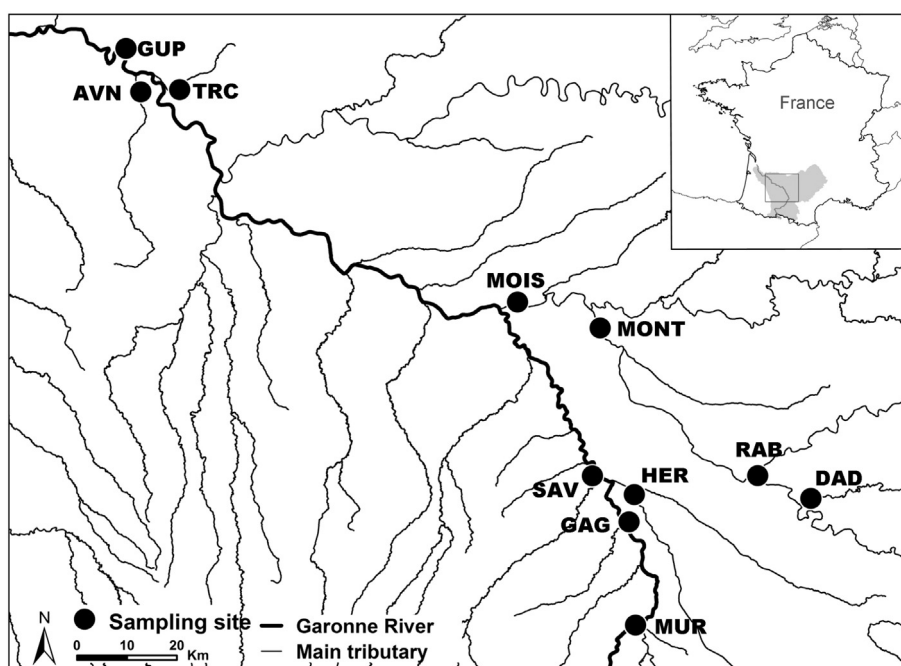 GUP
France
AVN
TRC
MOIS
MONT
RAB
DAD
SAV
HER
GAG
MUR
N
Sampling site
Garonne River
0 10 20
Km
Main tributary